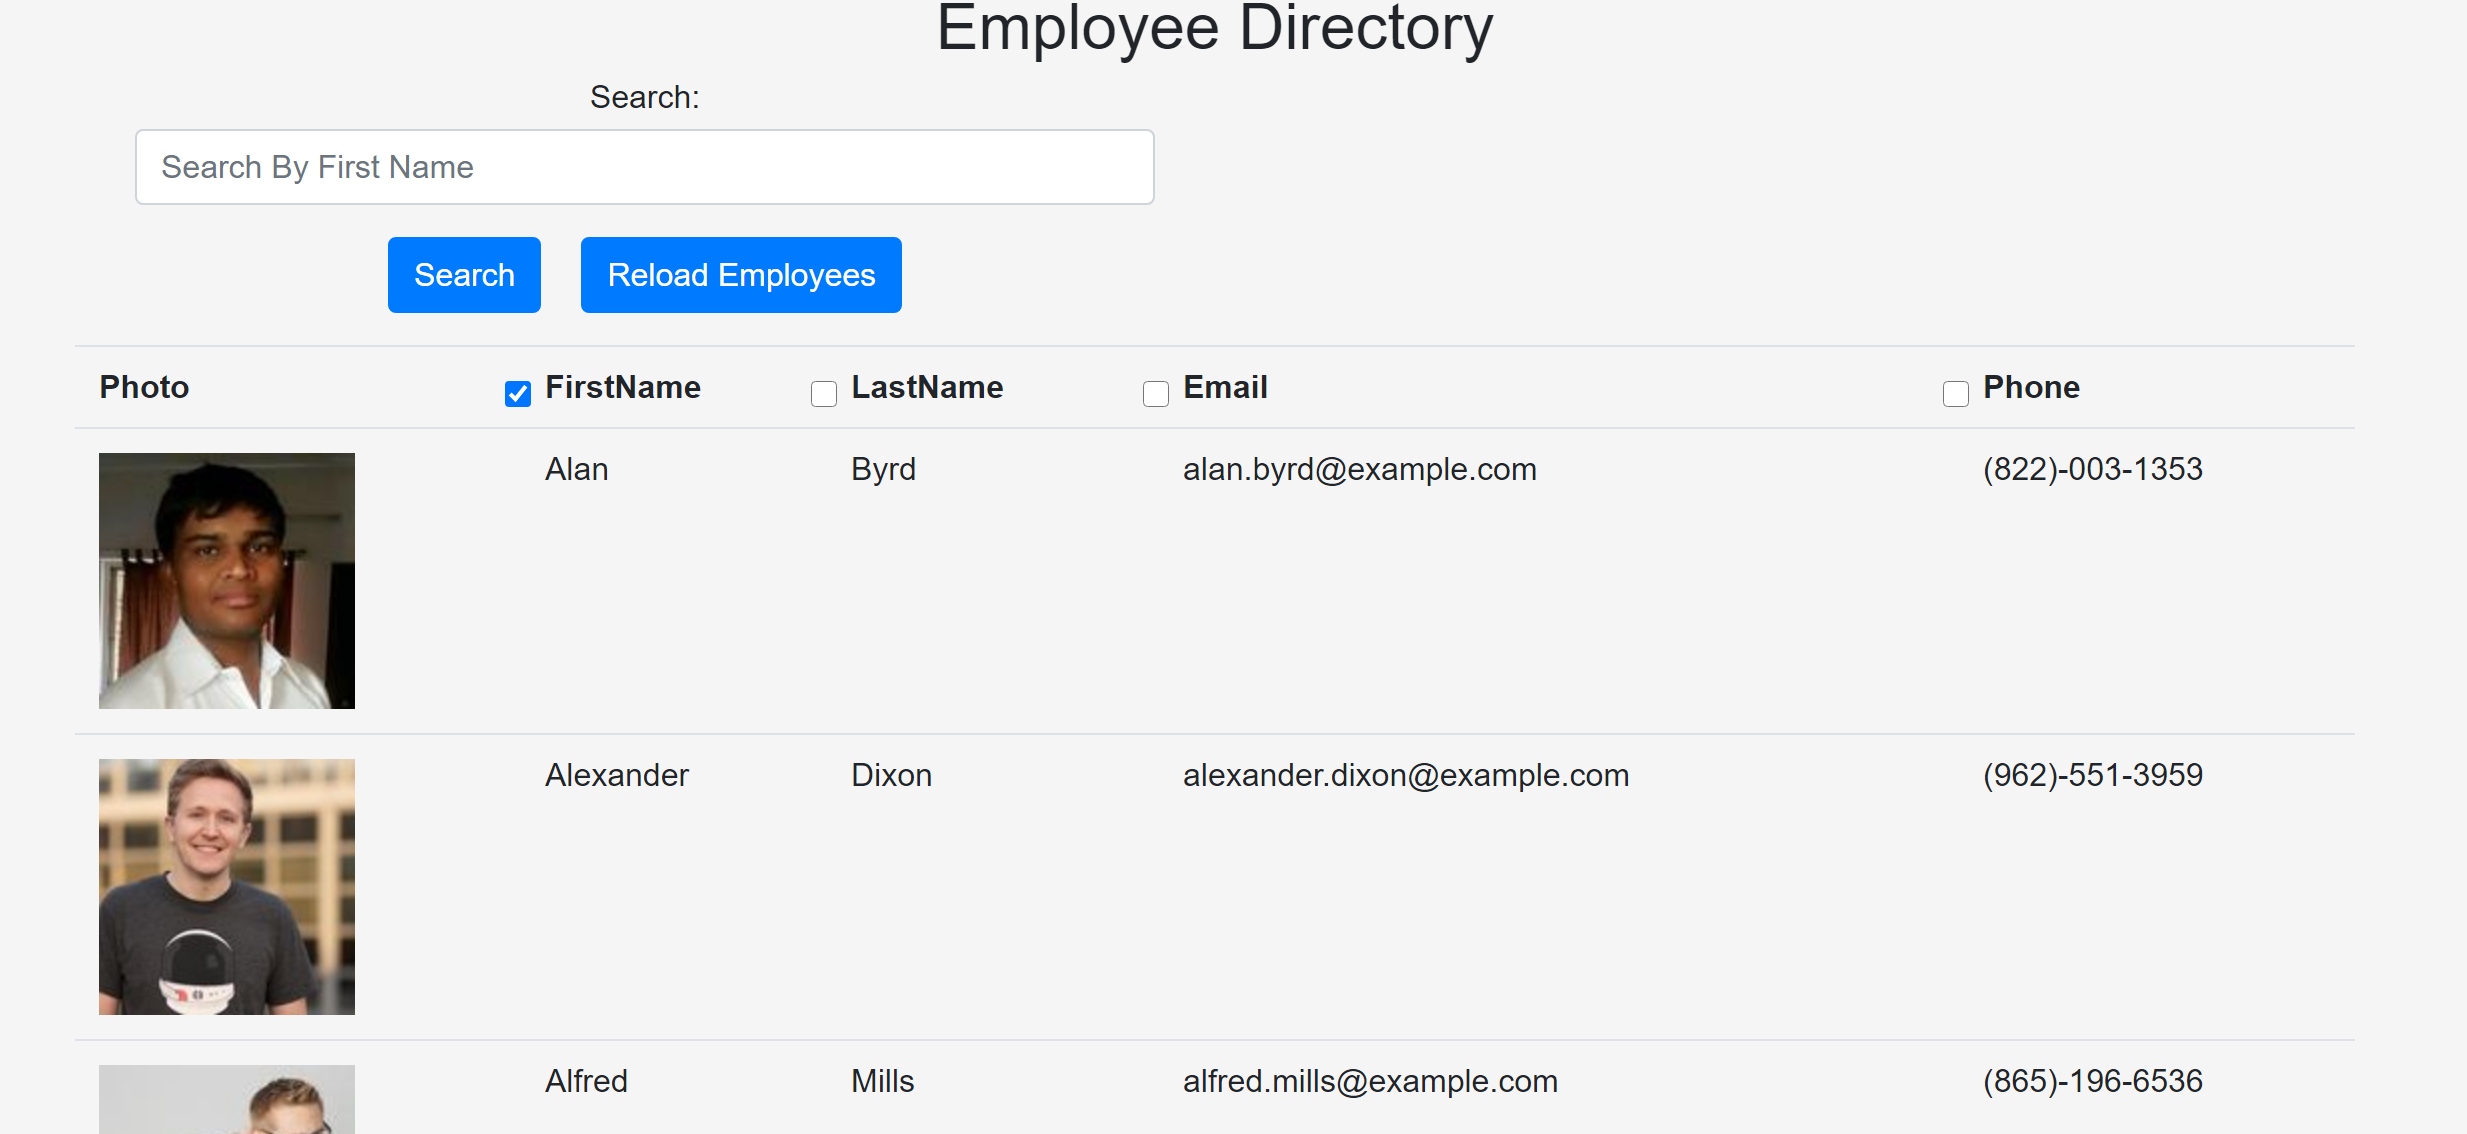 Employee Directory
Search:
Search By First Name
Search Reload Employees
Photo FirstName LastName Email Phone
Alan Byrd alan.byrd@example.com (822)-003-1353
Alexander Dixon alexander.dixon@example.com (962)-551-3959
Alfred Mills alfred.mills@example.com (865)-196-6536